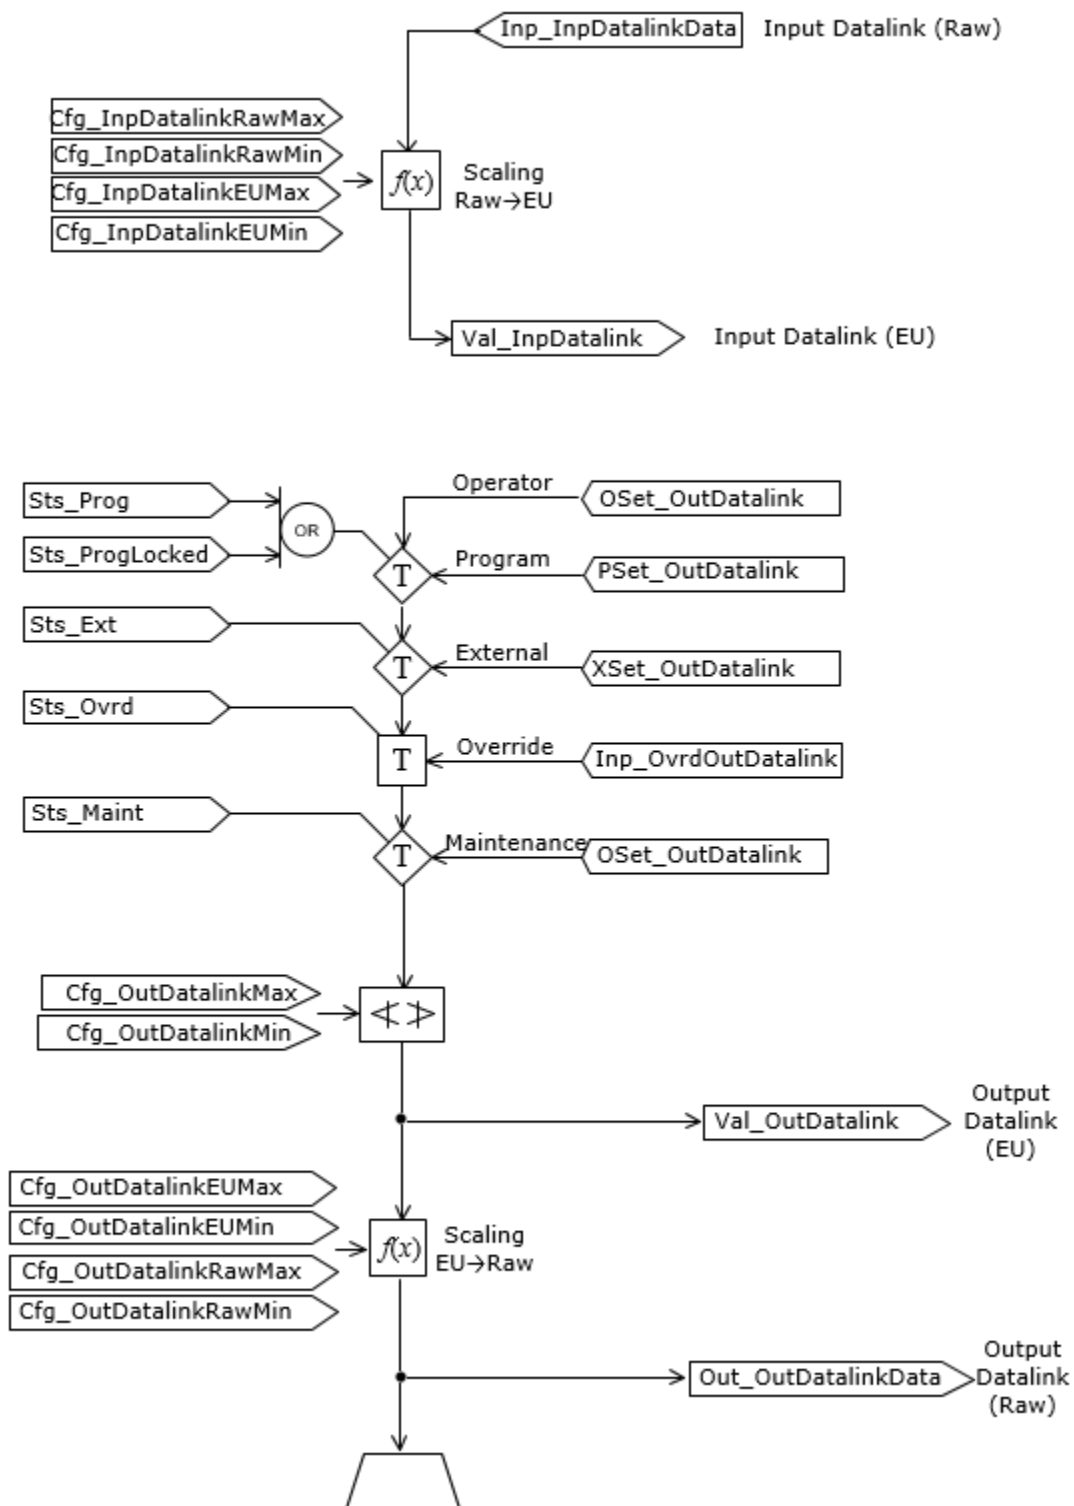 Inp_InpDatalinkData
Input Datalink (Raw)
Cfg_InpDatalinkRawMax
Cfg_InpDatalinkRawMin
Cfg_InpDatalinkEUMax
Cfg_InpDatalinkEUMin
f(x)
Scaling
Raw→EU
Val_InpDatalink
Input Datalink (EU)
Sts_Prog
Sts_ProgLocked
OR
Operator
OSet_OutDatalink
T
Program
PSet_OutDatalink
Sts_Ext
T
External
XSet_OutDatalink
Sts_Ovrd
T
Override
Inp_OvrdOutDatalink
Sts_Maint
T
Maintenance
OSet_OutDatalink
Cfg_OutDatalinkMax
Cfg_OutDatalinkMin
Val_OutDatalink
Output
Datalink
(EU)
Cfg_OutDatalinkEUMax
Cfg_OutDatalinkEUMin
Cfg_OutDatalinkRawMax
Cfg_OutDatalinkRawMin
f(x)
Scaling
EU→Raw
Out_OutDatalinkData
Output
Datalink
(Raw)